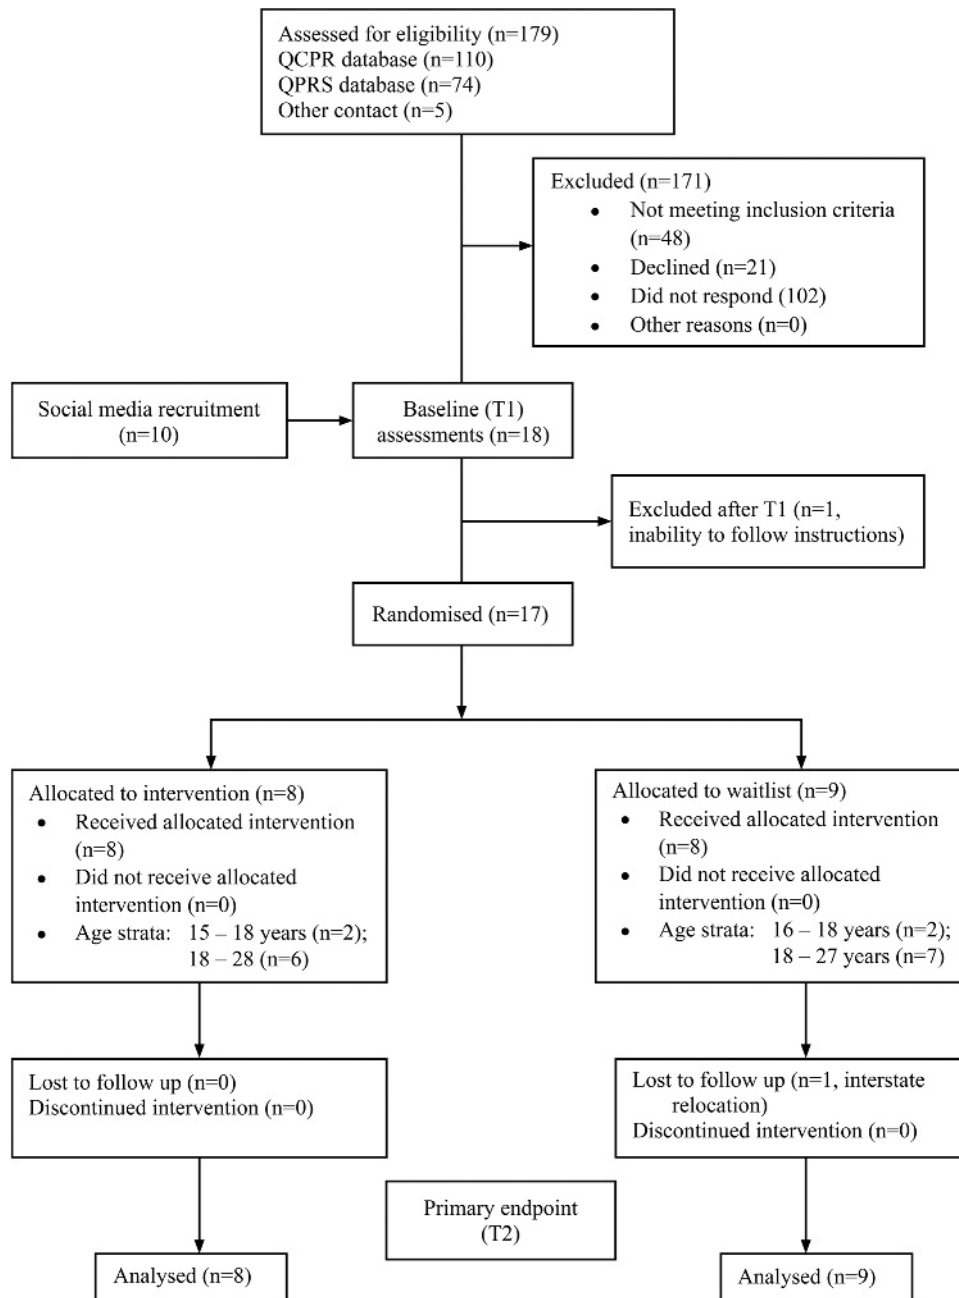 Assessed for eligibility (n=179)
QCPR database (n=110)
QPRS database (n=74)
Other contact (n=5)
Excluded (n=171)
• Not meeting inclusion criteria
(n=48)
• Declined (n=21)
• Did not respond (102)
• Other reasons (n=0)
Social media recruitment
(n=10)
Baseline (T1)
assessments (n=18)
Excluded after T1 (n=1,
inability to follow instructions)
Randomised (n=17)
Allocated to intervention (n=8)
• Received allocated intervention
(n=8)
• Did not receive allocated
intervention (n=0)
• Age strata: 15 – 18 years (n=2);
18 – 28 (n=6)
Allocated to waitlist (n=9)
• Received allocated intervention
(n=8)
• Did not receive allocated
intervention (n=0)
• Age strata: 16 – 18 years (n=2);
18 – 27 years (n=7)
Lost to follow up (n=0)
Discontinued intervention (n=0)
Lost to follow up (n=1, interstate
relocation)
Discontinued intervention (n=0)
Primary endpoint
(T2)
Analysed (n=8)
Analysed (n=9)